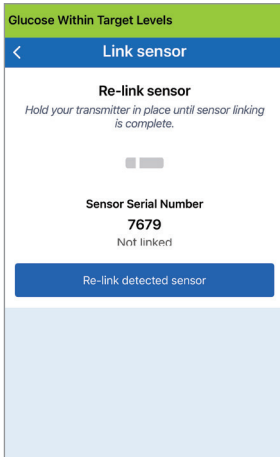 Glucose Within Target Levels
Link sensor
Re-link sensor
Hold your transmitter in place until sensor linking
is complete.
Sensor Serial Number
7679
Not linked
Re-link detected sensor